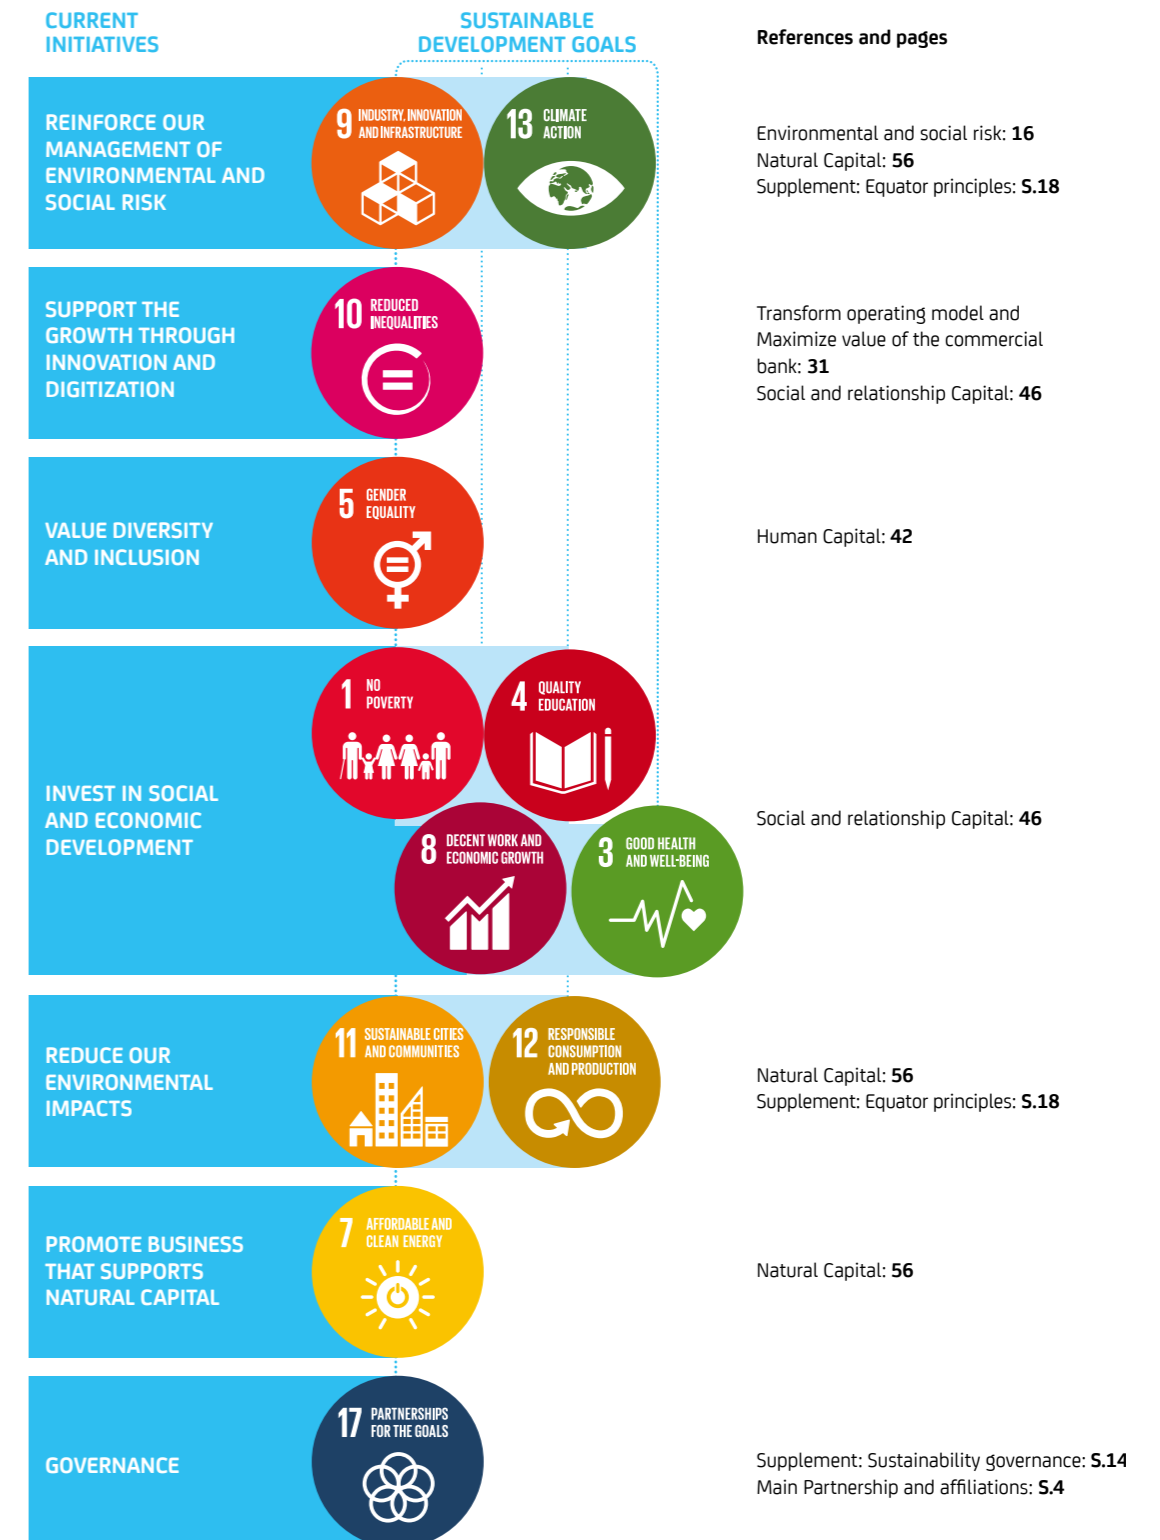 CURRENT
INITIATIVES
SUSTAINABLE
DEVELOPMENT GOALS
References and pages
REINFORCE OUR
MANAGEMENT OF
ENVIRONMENTAL AND
SOCIAL RISK
9 INDUSTRY, INNOVATION
AND INFRASTRUCTURE
13 CLIMATE
ACTION
Environmental and social risk: 16
Natural Capital: 56
Supplement: Equator principles: S.18
SUPPORT THE
GROWTH THROUGH
INNOVATION AND
DIGITIZATION
10 REDUCED
INEQUALITIES
Transform operating model and
Maximize value of the commercial
bank: 31
Social and relationship Capital: 46
VALUE DIVERSITY
AND INCLUSION
5 GENDER
EQUALITY
Human Capital: 42
INVEST IN SOCIAL
AND ECONOMIC
DEVELOPMENT
1 NO
POVERTY
4 QUALITY
EDUCATION
8 DECENT WORK AND
ECONOMIC GROWTH
3 GOOD HEALTH
AND WELL-BEING
Social and relationship Capital: 46
REDUCE OUR
ENVIRONMENTAL
IMPACTS
11 SUSTAINABLE CITIES
AND COMMUNITIES
12 RESPONSIBLE
CONSUMPTION
AND PRODUCTION
Natural Capital: 56
Supplement: Equator principles: S.18
PROMOTE BUSINESS
THAT SUPPORTS
NATURAL CAPITAL
7 AFFORDABLE AND
CLEAN ENERGY
Natural Capital: 56
GOVERNANCE
17 PARTNERSHIPS
FOR THE GOALS
Supplement: Sustainability governance: S.14
Main Partnership and affiliations: S.4